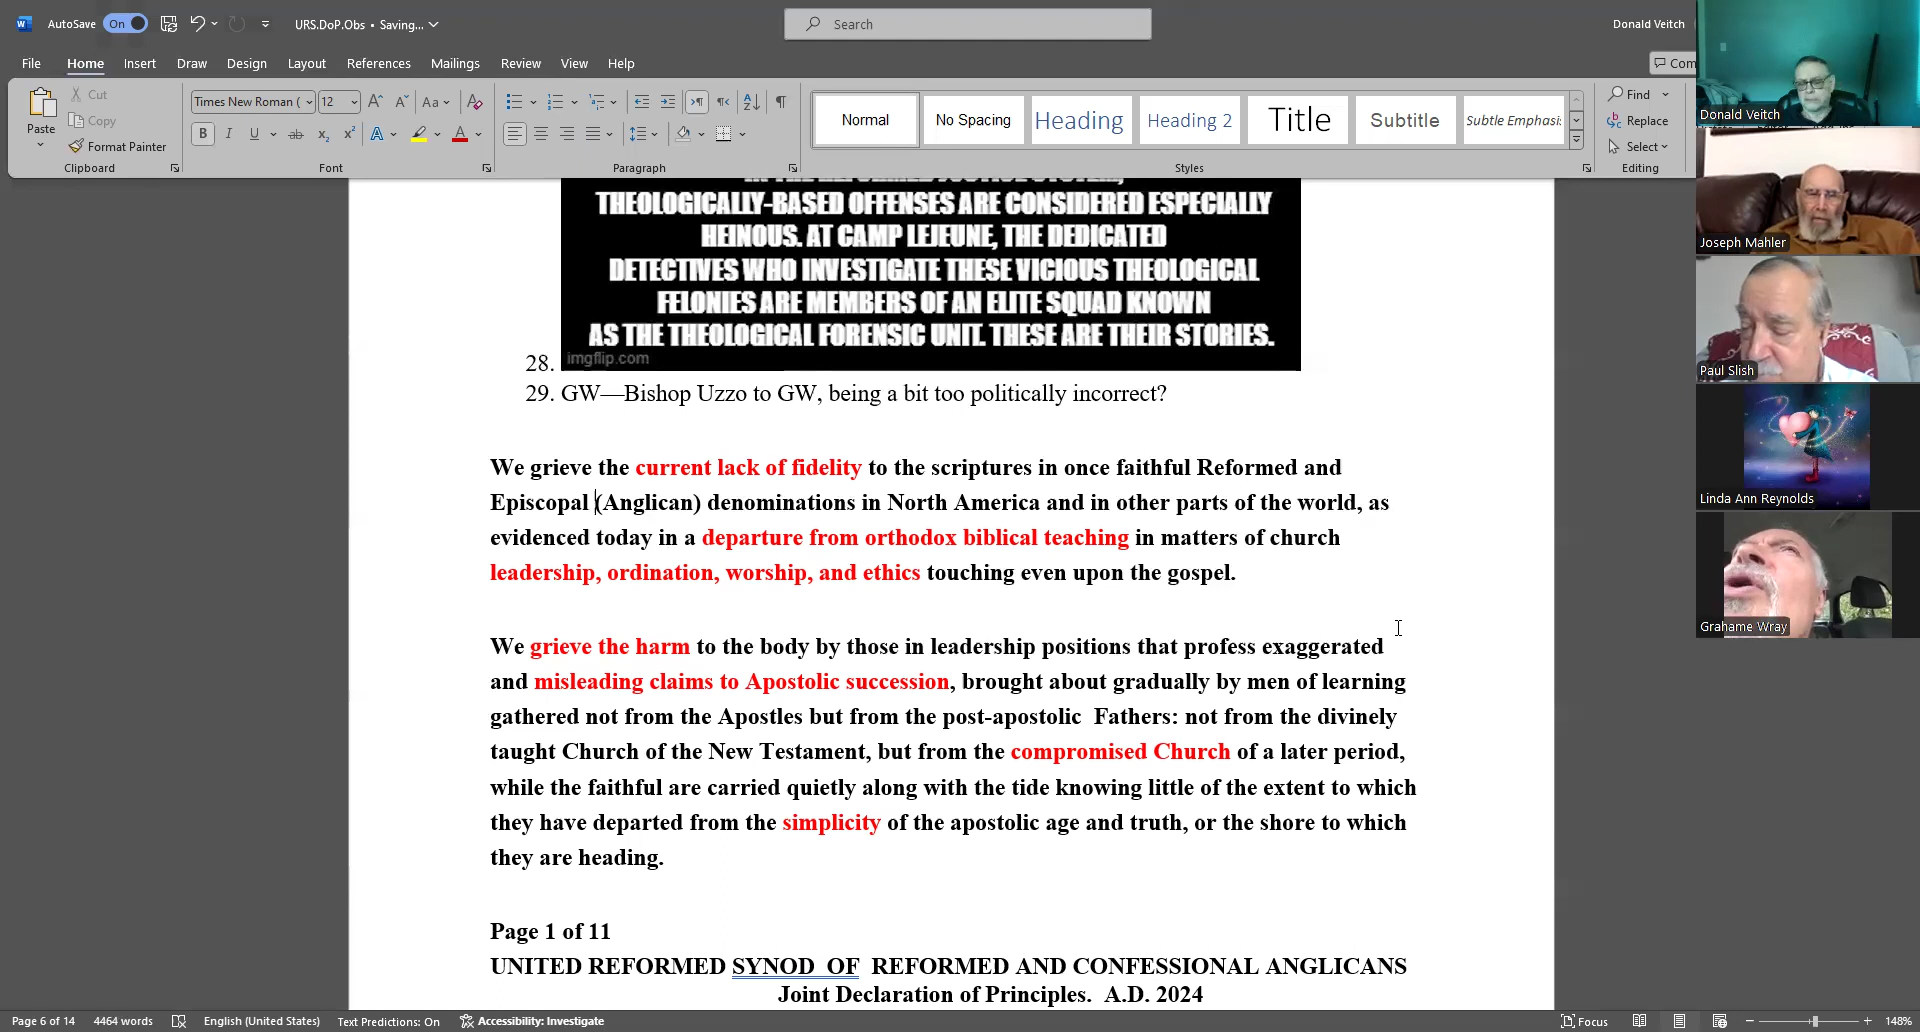 AutoSave On URS.DoP.Obs • Saving... Search Donald Veitch
File Home Insert Draw Design Layout References Mailings Review View Help Com
Paste Cut Copy Format Painter
Clipboard
Times New Roman ( 12
Font
Paragraph
Normal No Spacing Heading Heading 2 Title Subtitle Subtle Emphasi
Styles
Find
Replace
Select
Editing
THEOLOGICALLY-BASED OFFENSES ARE CONSIDERED ESPECIALLY
HEINOUS. AT CAMP LEJEUNE, THE DEDICATED
DETECTIVES WHO INVESTIGATE THESE VICIOUS THEOLOGICAL
FELONIES ARE MEMBERS OF AN ELITE SQUAD KNOWN
AS THE THEOLOGICAL FORENSIC UNIT. THESE ARE THEIR STORIES.
imgflip.com
28.
29. GW—Bishop Uzzo to GW, being a bit too politically incorrect?
We grieve the current lack of fidelity to the scriptures in once faithful Reformed and
Episcopal (Anglican) denominations in North America and in other parts of the world, as
evidenced today in a departure from orthodox biblical teaching in matters of church
leadership, ordination, worship, and ethics touching even upon the gospel.
We grieve the harm to the body by those in leadership positions that profess exaggerated
and misleading claims to Apostolic succession, brought about gradually by men of learning
gathered not from the Apostles but from the post-apostolic  Fathers: not from the divinely
taught Church of the New Testament, but from the compromised Church of a later period,
while the faithful are carried quietly along with the tide knowing little of the extent to which
they have departed from the simplicity of the apostolic age and truth, or the shore to which
they are heading.
Page 1 of 11
UNITED REFORMED SYNOD  OF  REFORMED AND CONFESSIONAL ANGLICANS
Joint Declaration of Principles.  A.D. 2024
Donald Veitch
Joseph Mahler
Paul Slish
Linda Ann Reynolds
Grahame Wray
Page 6 of 14 4464 words English (United States) Text Predictions: On Accessibility: Investigate Focus 148%